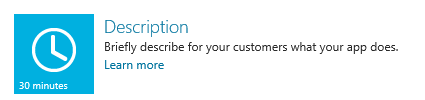 Description
Briefly describe for your customers what your app does.
Learn more
30 minutes